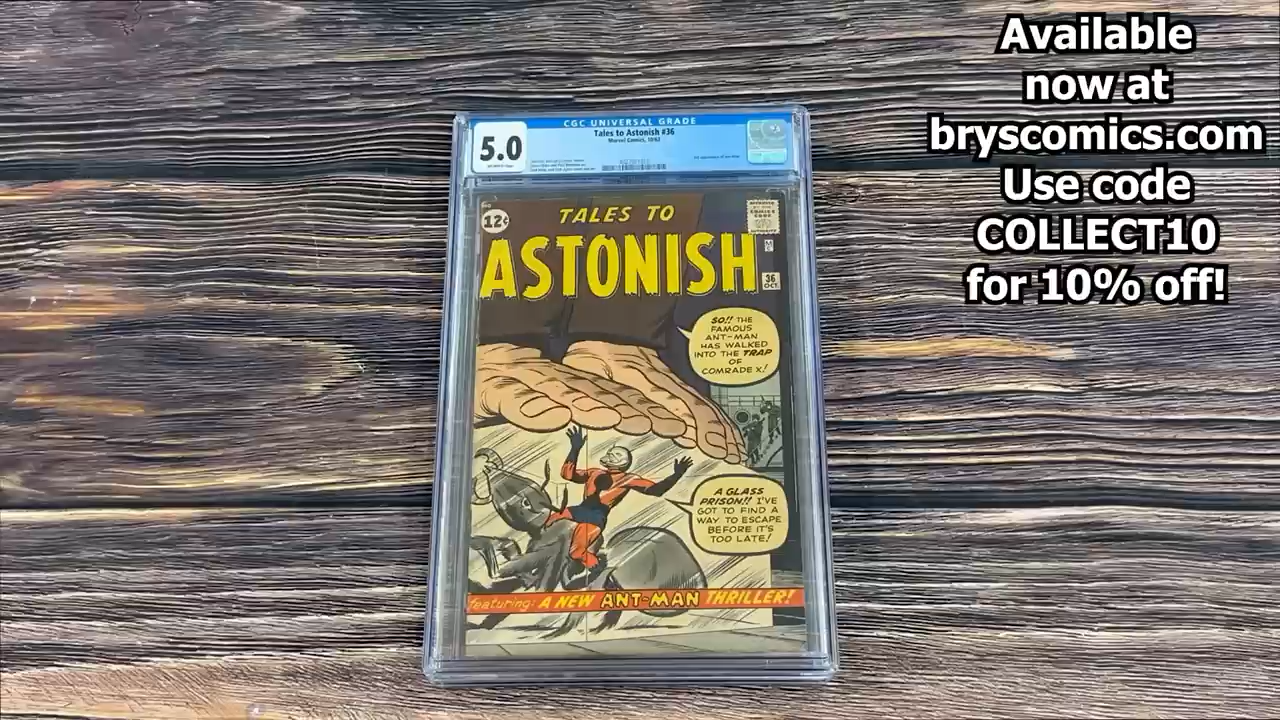 Available
now at
bryscomics.com
Use code
COLLECT10
for 10% off!
CGC UNIVERSAL GRADE
5.0
Tales to Astonish #36
Marvel Comics, 10/62
12¢
TALES TO
ASTONISH
COMICS
CODE
AUTHORITY
36
OCT.
SO!! THE
FAMOUS
ANT-MAN
HAS WALKED
INTO THE TRAP
OF
COMRADE X!
A GLASS
PRISON!! I'VE
GOT TO FIND A
WAY TO ESCAPE
BEFORE IT'S
TOO LATE!
featuring: A NEW ANT-MAN THRILLER!